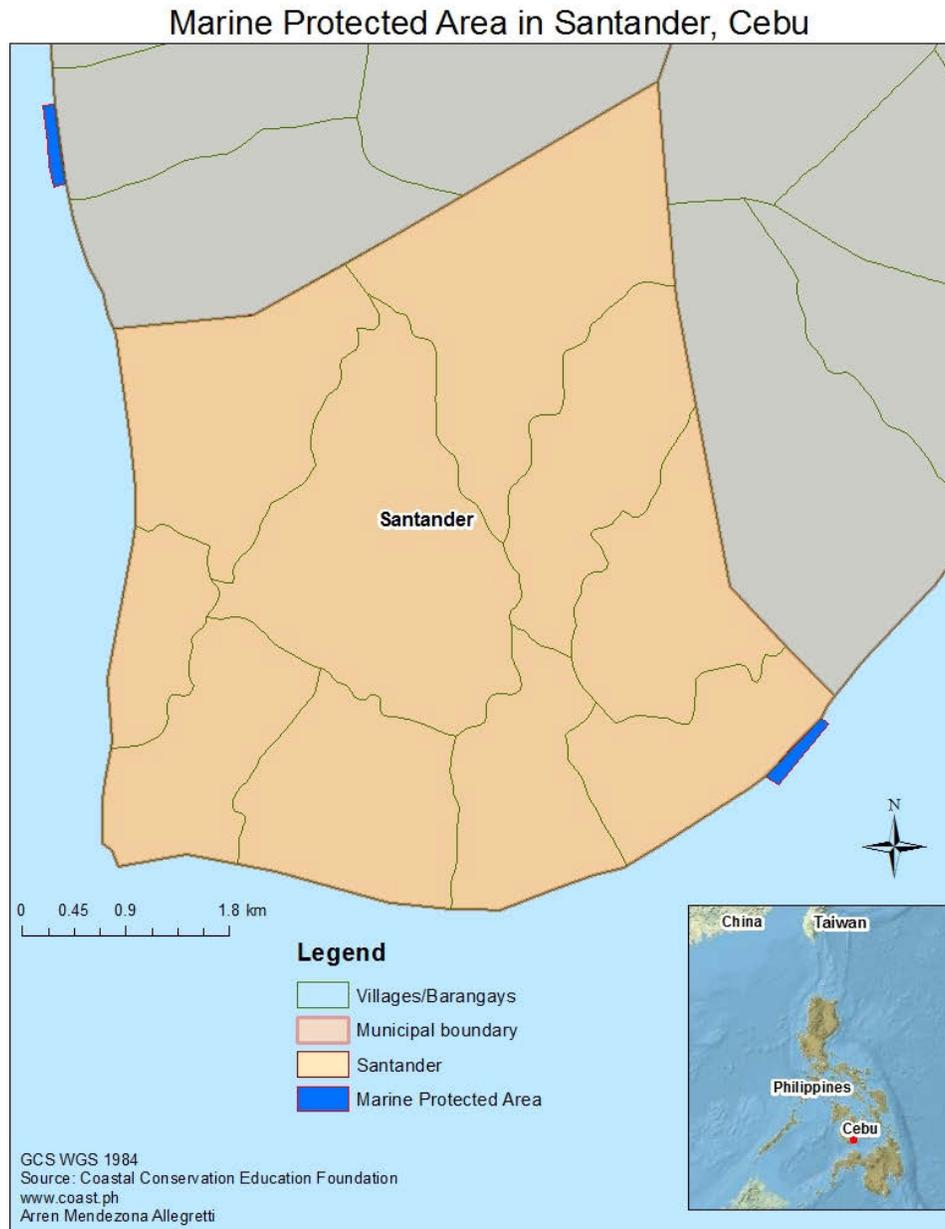 Marine Protected Area in Santander, Cebu
Santander
N
0 0.45 0.9 1.8 km
Legend
Villages/Barangays
Municipal boundary
Santander
Marine Protected Area
China
Taiwan
Philippines
Cebu
GCS WGS 1984
Source: Coastal Conservation Education Foundation
www.coast.ph
Arren Mendezona Allegretti